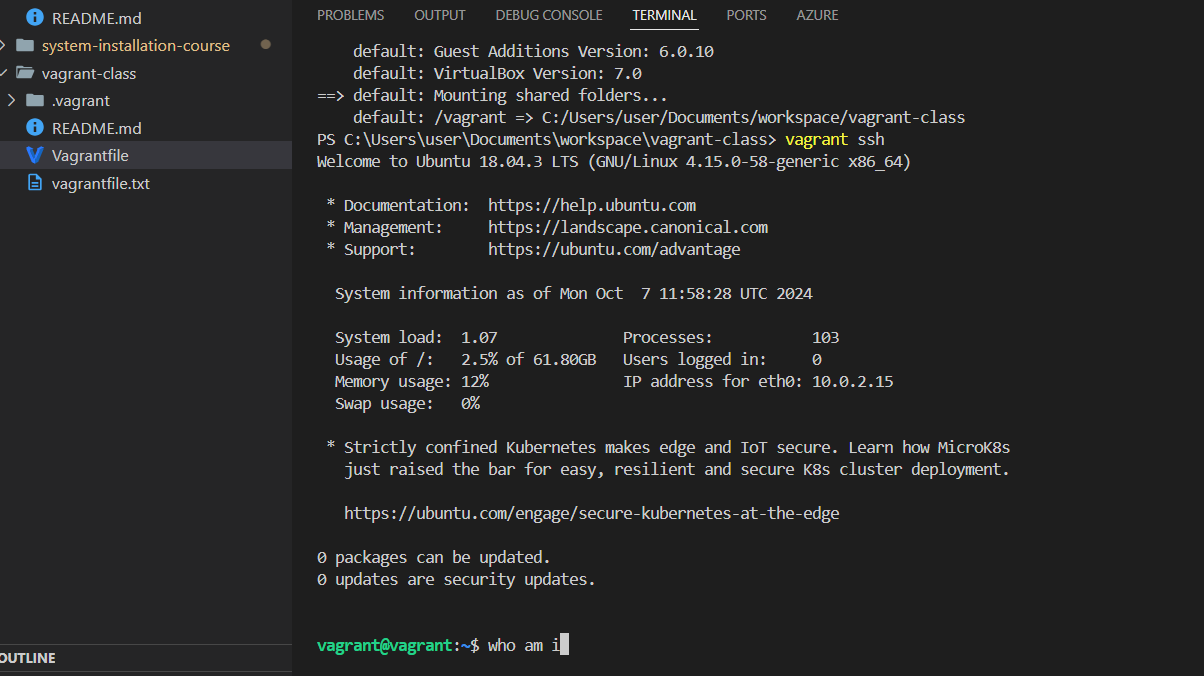 README.md
system-installation-course
vagrant-class
.vagrant
README.md
Vagrantfile
vagrantfile.txt
OUTLINE
PROBLEMS OUTPUT DEBUG CONSOLE TERMINAL PORTS AZURE
default: Guest Additions Version: 6.0.10
default: VirtualBox Version: 7.0
==> default: Mounting shared folders...
default: /vagrant => C:/Users/user/Documents/workspace/vagrant-class
PS C:\Users\user\Documents\workspace\vagrant-class> vagrant ssh
Welcome to Ubuntu 18.04.3 LTS (GNU/Linux 4.15.0-58-generic x86_64)
* Documentation: https://help.ubuntu.com
* Management: https://landscape.canonical.com
* Support: https://ubuntu.com/advantage
System information as of Mon Oct 7 11:58:28 UTC 2024
System load: 1.07 Processes: 103
Usage of /: 2.5% of 61.80GB Users logged in: 0
Memory usage: 12% IP address for eth0: 10.0.2.15
Swap usage: 0%
* Strictly confined Kubernetes makes edge and IoT secure. Learn how MicroK8s
just raised the bar for easy, resilient and secure K8s cluster deployment.
https://ubuntu.com/engage/secure-kubernetes-at-the-edge
0 packages can be updated.
0 updates are security updates.
vagrant@vagrant:~$ who am i